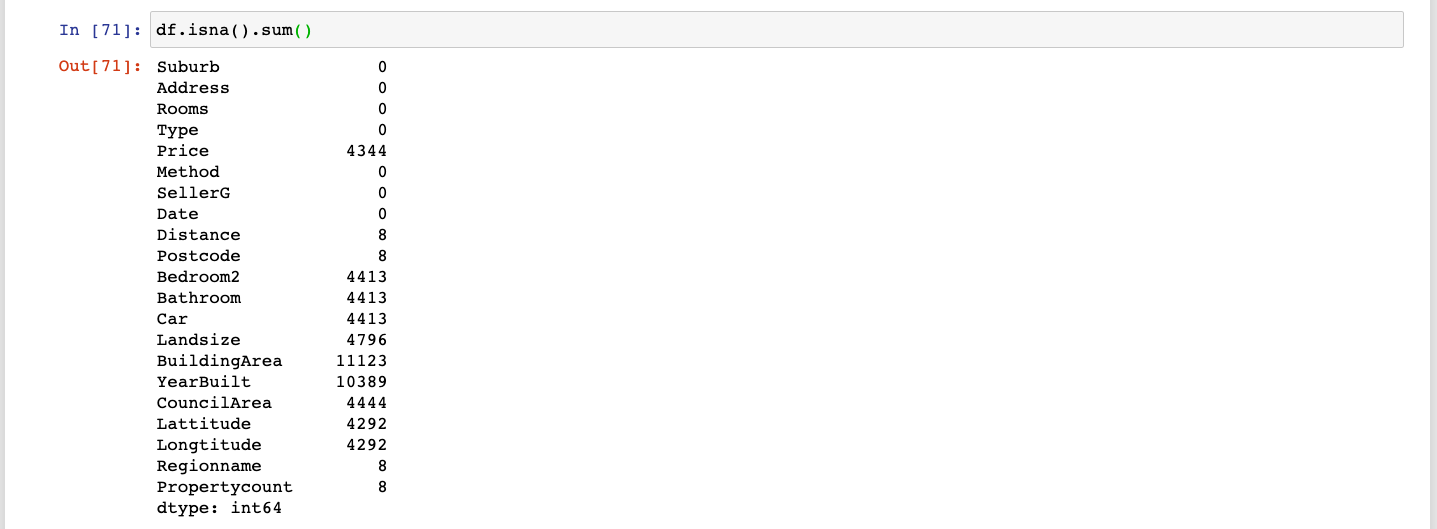 In [71]: df.isna().sum()
Out[71]: Suburb 0
Address 0
Rooms 0
Type 0
Price 4344
Method 0
SellerG 0
Date 0
Distance 8
Postcode 8
Bedroom2 4413
Bathroom 4413
Car 4413
Landsize 4796
BuildingArea 11123
YearBuilt 10389
CouncilArea 4444
Lattitude 4292
Longtitude 4292
Regionname 8
Propertycount 8
dtype: int64